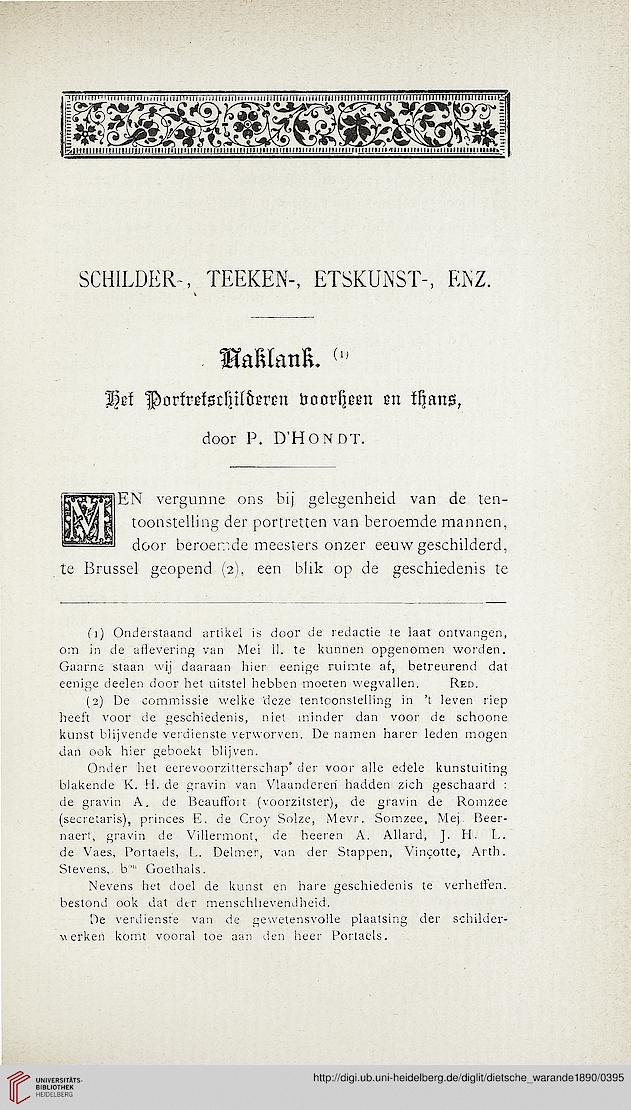 SCHILDER-, TEEKEN-, ETSKUNST-, ENZ.
Naklank. (1)
Het Portretschilderen voorheen en thans,
door P. D'HONDT.
MEN vergunne ons bij gelegenheid van de ten-
toonstelling der portretten van beroemde mannen,
door beroemde meesters onzer eeuw geschilderd,
te Brussel geopend (2), een blik op de geschiedenis te
(1) Onderstaand artikel is door de redactie te laat ontvangen,
om in de aflevering van Mei ll. te kunnen opgenomen worden.
Gaarne staan wij daaraan hier eenige ruimte af, betreurend dat
eenige deelen door het uitstel hebben moeten wegvallen. RED.
(2) De commissie welke deze tentoonstelling in 't leven riep
heeft voor de geschiedenis, niet minder dan voor de schoone
kunst blijvende verdienste verworven. De namen harer leden mogen
dan ook hier geboekt blijven.
Onder het eerevoorzitterschap der voor alle edele kunstuiting
blakende K. H. de gravin van Vlaanderen hadden zich geschaard :
de gravin A. de Beauffort (voorzitster), de gravin de Romzee
(secretaris), princes E. de Croy Solze, Mevr. Somzee, Mej. Beer-
naert, gravin de Villermont, de heeren A. Allard, J. H. L.
de Vaes, Portaels, L. Delmer, van der Stappen, Vinçotte, Arth.
Stevens, bon Goethals.
Nevens het doel de kunst en hare geschiedenis te verheffen.
bestond ook dat der menschlievendheid.
De verdienste van de gewetensvolle plaatsing der schilder-
werken komt vooral toe aan den heer Portaels.
UNIVERSITÄTS-
BIBLIOTHEK
HEIDELBERG
http://digi.ub.uni-heidelberg.de/diglit/dietsche_warande1890/0395